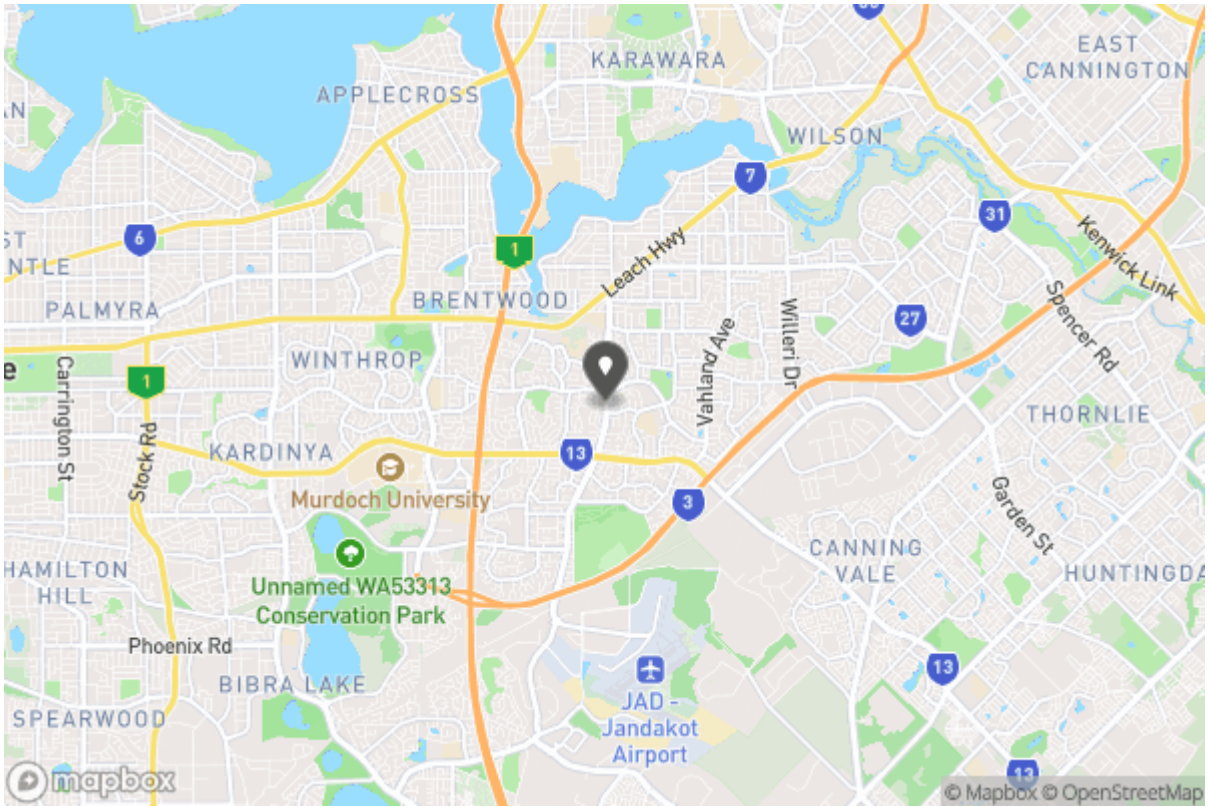 KARAWARA
EAST
CANNINGTON
APPLECROSS
WILSON
7
31
6
1
Leach Hwy
Kenwick Link
NTLE
BRENTWOOD
PALMYRA
27
Spencer Rd
Willeri Dr
Vahland Ave
WINTHROP
Carrington St
1
THORNLIE
Stock Rd
KARDINYA
13
Murdoch University
3
Garden St
CANNING
VALE
HAMILTON
HILL
HUNTINGDA
Unnamed WA53313
Conservation Park
Phoenix Rd
13
BIBRA LAKE
JAD -
Jandakot
Airport
SPEARWOOD
13
mapbox
© Mapbox © OpenStreetMap